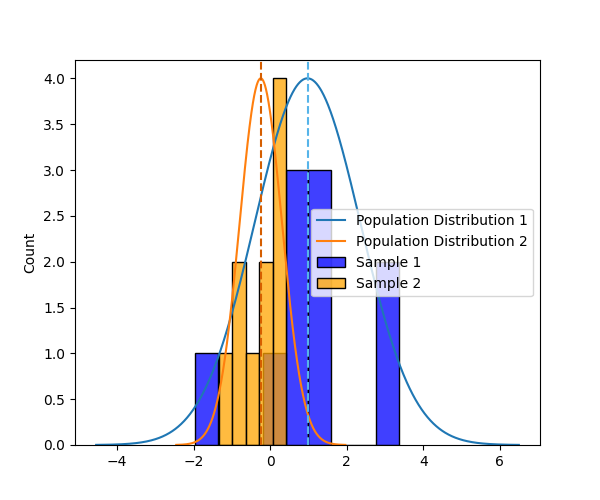 4.0
3.5
3.0
2.5
2.0
1.5
1.0
0.5
0.0
Count
Population Distribution 1
Population Distribution 2
Sample 1
Sample 2
−4 −2 0 2 4 6